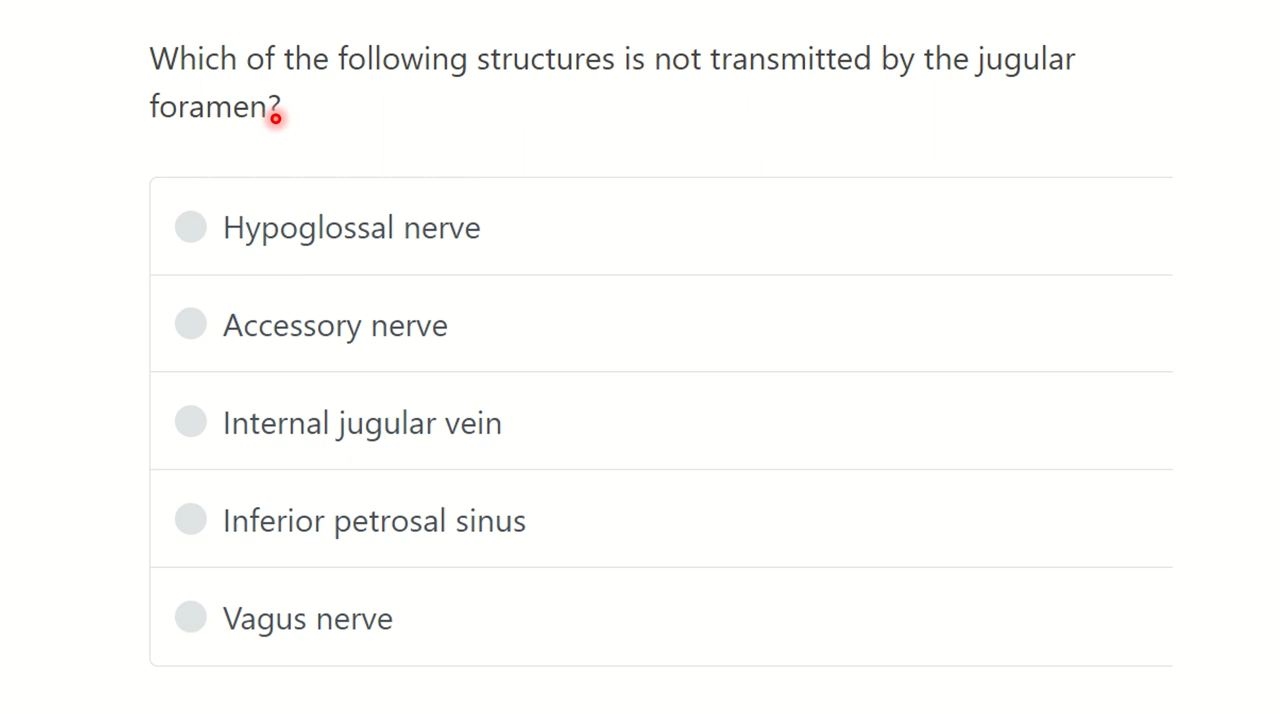 Which of the following structures is not transmitted by the jugular
foramen?
Hypoglossal nerve
Accessory nerve
Internal jugular vein
Inferior petrosal sinus
Vagus nerve